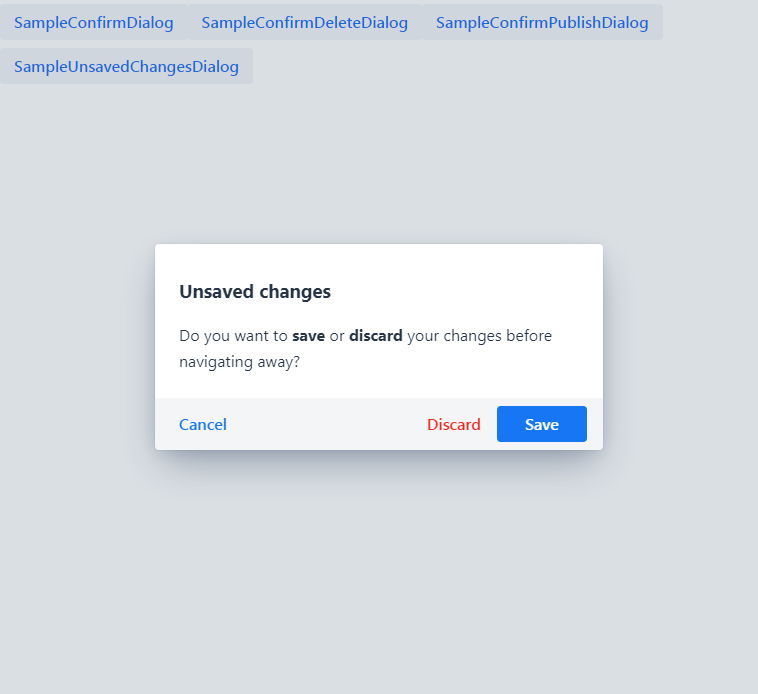 SampleConfirmDialog SampleConfirmDeleteDialog SampleConfirmPublishDialog
SampleUnsavedChangesDialog
Unsaved changes
Do you want to save or discard your changes before
navigating away?
Cancel Discard Save